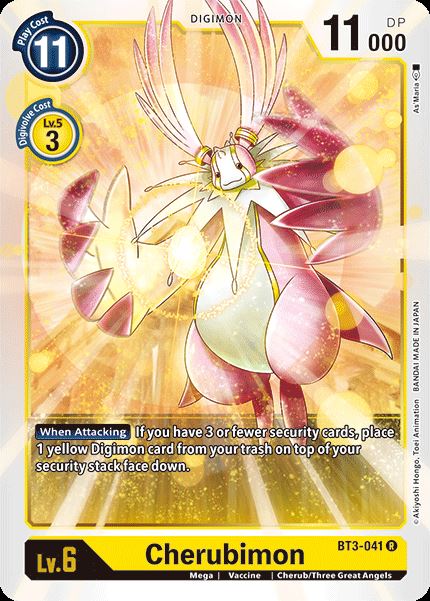 Play Cost
11
DIGIMON
DP
11000
Digivolve Cost
Lv.5
3
As'Maria
When Attacking If you have 3 or fewer security cards, place
1 yellow Digimon card from your trash on top of your
security stack face down.
©Akiyoshi Hongo, Toei Animation BANDAI MADE IN JAPAN
BT3-041 R
Lv.6
Cherubimon
Mega | Vaccine | Cherub/Three Great Angels